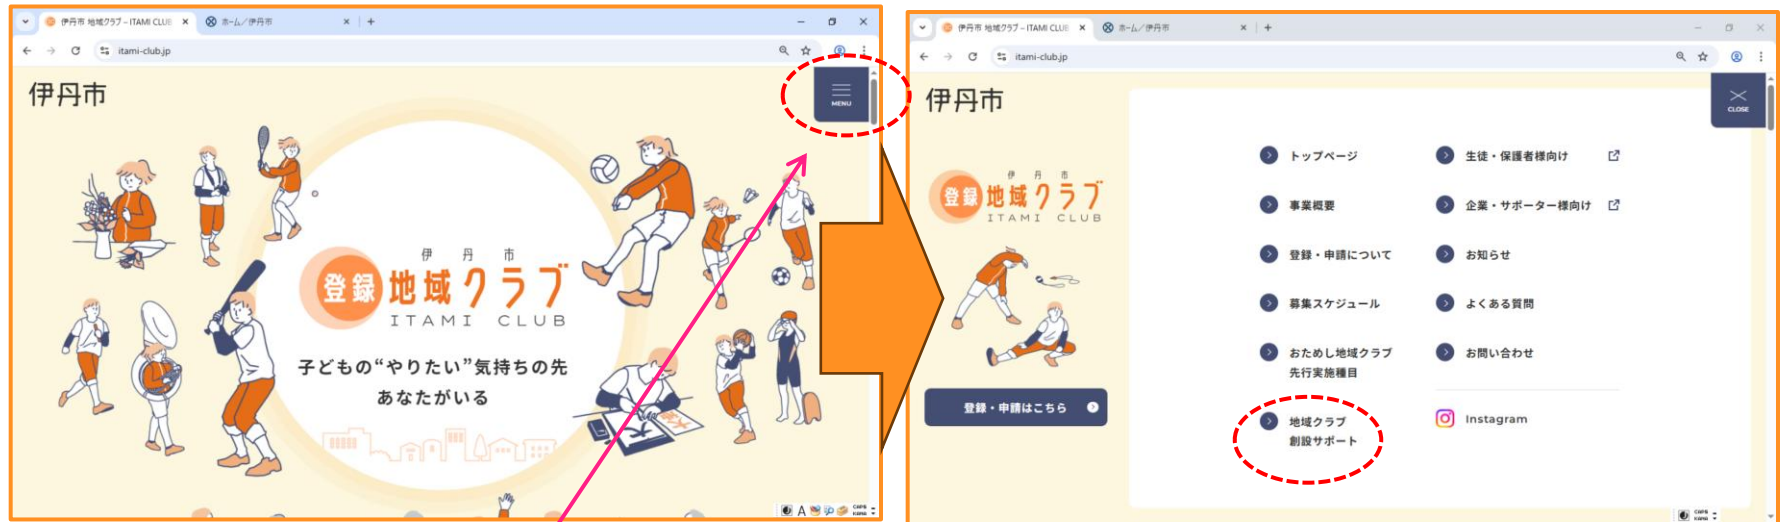 伊丹市 地域クラブ – ITAMI CLUB
ホーム／伊丹市
itami-club.jp
伊丹市
MENU
伊丹市
登録 地域クラブ
ITAMI CLUB
子どもの“やりたい”気持ちの先
あなたがいる
A
CAPS
KANA
伊丹市 地域クラブ – ITAMI CLUB
ホーム／伊丹市
itami-club.jp
伊丹市
CLOSE
伊丹市
登録 地域クラブ
ITAMI CLUB
登録・申請はこちら
トップページ
事業概要
登録・申請について
募集スケジュール
おためし地域クラブ
先行実施種目
地域クラブ
創設サポート
生徒・保護者様向け
企業・サポーター様向け
お知らせ
よくある質問
お問い合わせ
Instagram
CAPS
KANA